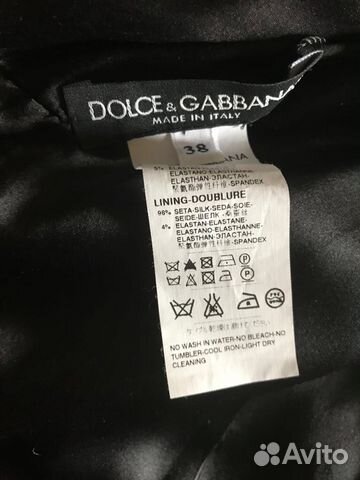 DOLCE & GABBANA
MADE IN ITALY
38
5% ELASTANO-ELASTHANNE-
ELASTHAN-ЭЛАСТАН-
聚氨酯弹性纤维-SPANDEX
LINING-DOUBLURE
96% SETA-SILK-SEDA-SOIE-
SEIDE-ШЕЛК-桑蚕丝
4% ELASTAN-ELASTANE-
ELASTANO-ELASTHANNE-
ELASTHAN-ЭЛАСТАН-
聚氨酯弹性纤维-SPANDEX
P
P
NO WASH IN WATER-NO BLEACH-NO
TUMBLER-COOL IRON-LIGHT DRY
CLEANING
Avito